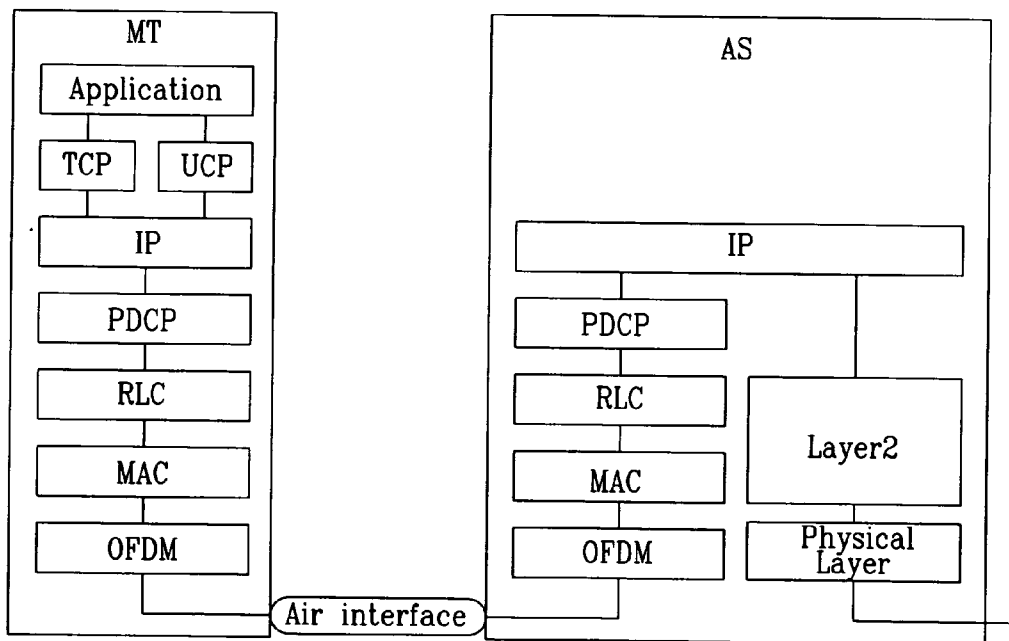 MT
Application
TCP
UCP
IP
PDCP
RLC
MAC
OFDM
Air interface
AS
IP
PDCP
RLC
MAC
OFDM
Layer2
Physical
Layer